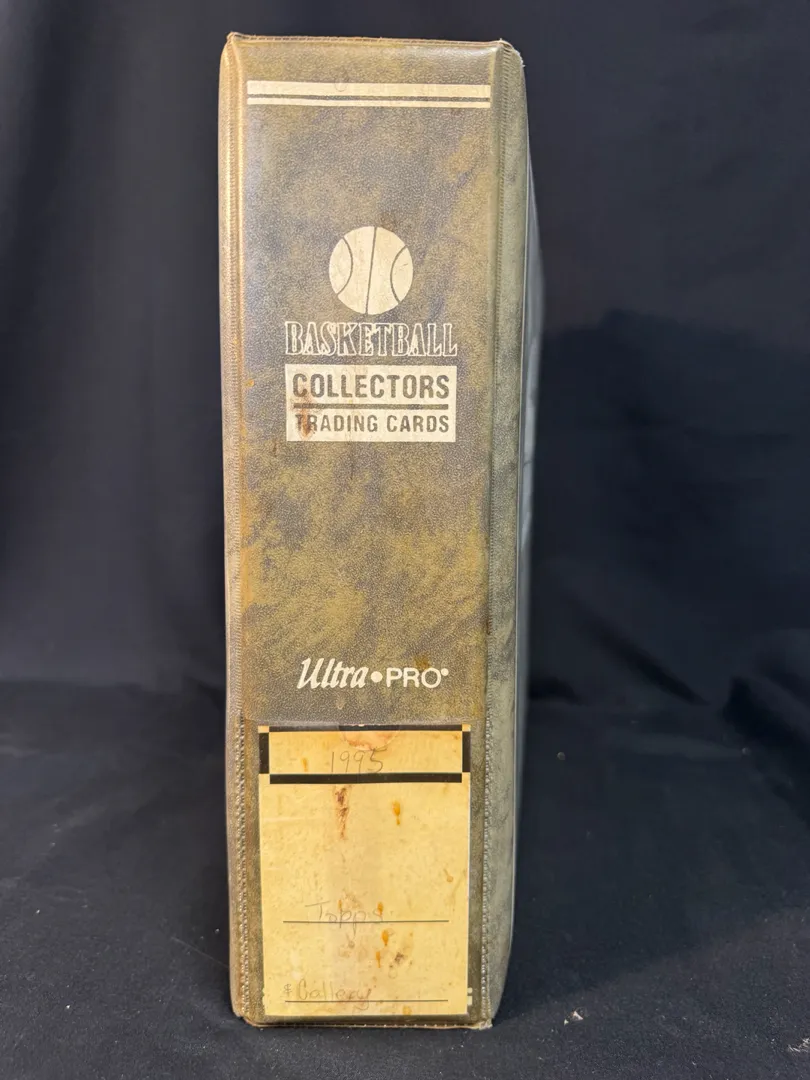 BASKETBALL
COLLECTORS
TRADING CARDS
Ultra•PRO
1995
Topps
& Gallery